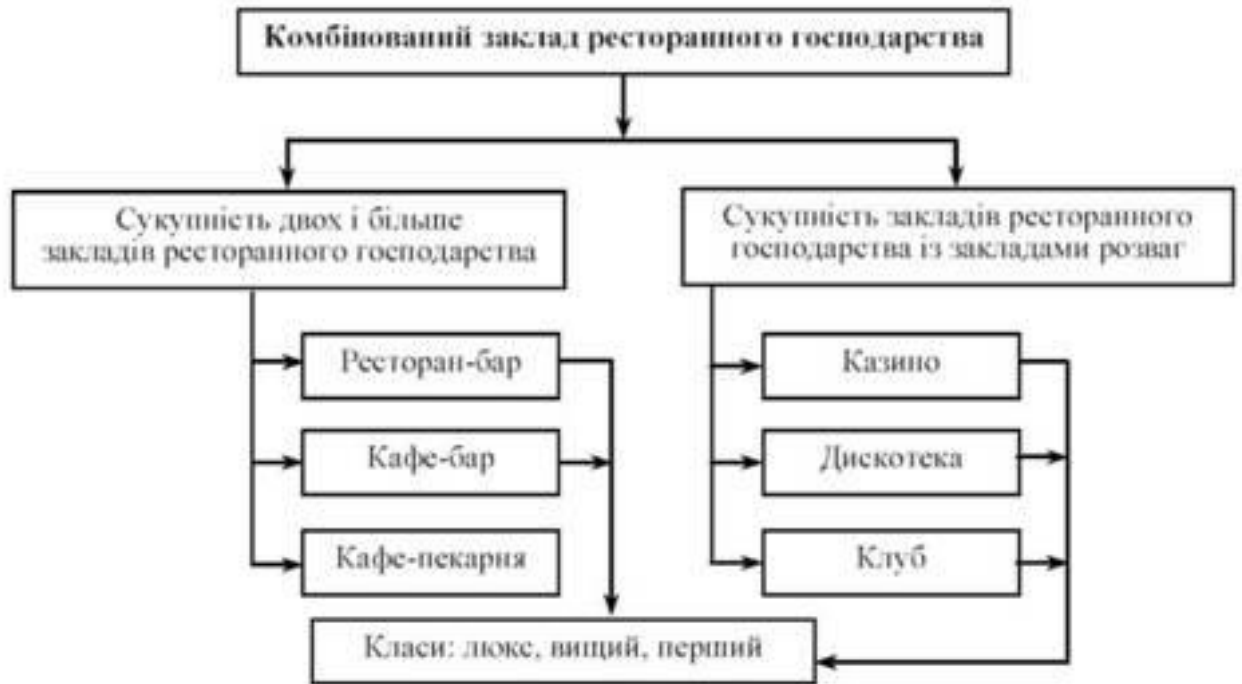 Комбінований заклад ресторанного господарства
Сукупність двох і більше
закладів ресторанного господарства
Сукупність закладів ресторанного
господарства із закладами розваг
Ресторан-бар
Кафе-бар
Кафе-пекарня
Казино
Дискотека
Клуб
Класи: люкс, вищий, перший